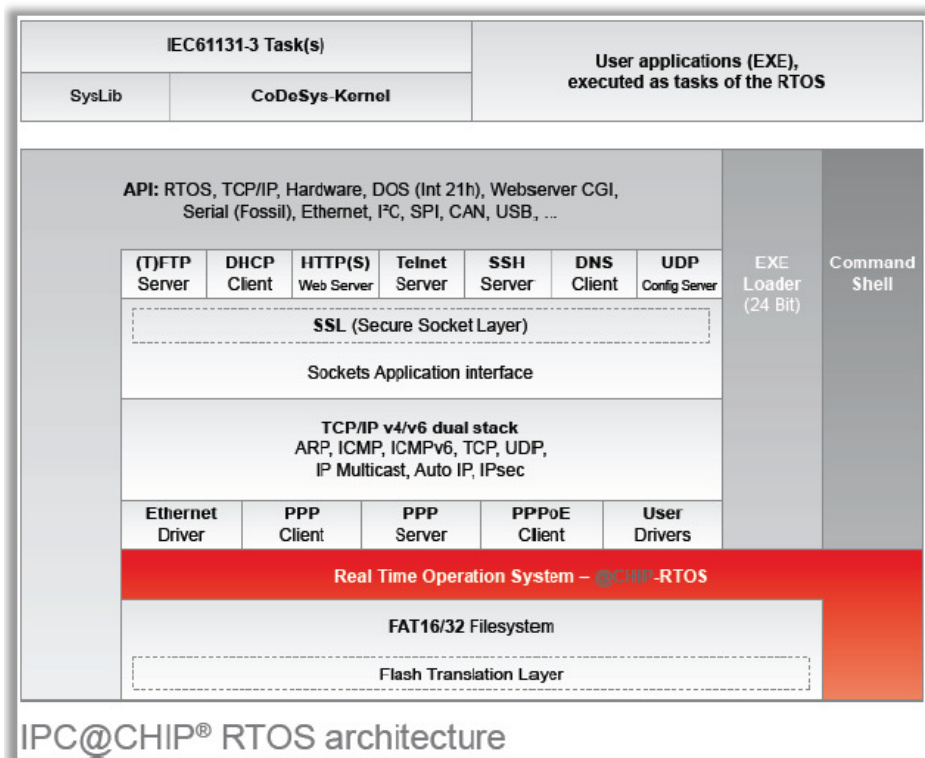 IEC61131-3 Task(s)
User applications (EXE),
executed as tasks of the RTOS
SysLib
CoDeSys-Kernel
API: RTOS, TCP/IP, Hardware, DOS (Int 21h), Webserver CGI,
Serial (Fossil), Ethernet, I²C, SPI, CAN, USB, ...
(T)FTP
Server
DHCP
Client
HTTP(S)
Web Server
Telnet
Server
SSH
Server
DNS
Client
UDP
Config Server
EXE
Loader
(24 Bit)
Command
Shell
SSL (Secure Socket Layer)
Sockets Application interface
TCP/IP v4/v6 dual stack
ARP, ICMP, ICMPv6, TCP, UDP,
IP Multicast, Auto IP, IPsec
Ethernet
Driver
PPP
Client
PPP
Server
PPPoE
Client
User
Drivers
Real Time Operation System – @CHIP-RTOS
FAT16/32 Filesystem
Flash Translation Layer
IPC@CHIP® RTOS architecture